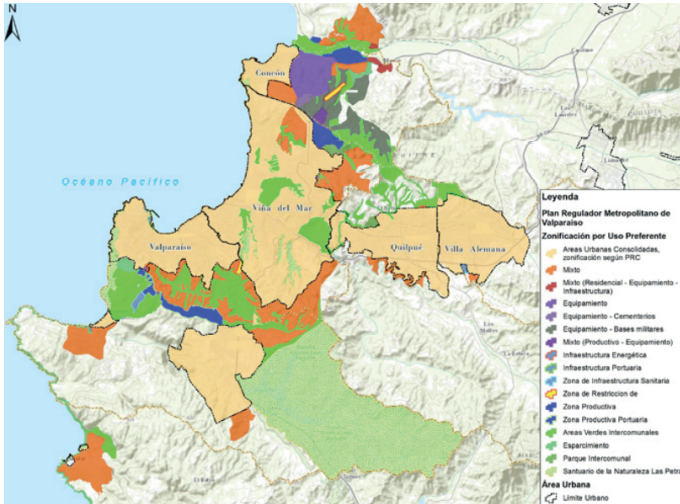 N
Concón
Océano Pacífico
Viña del Mar
Valparaíso
Quilpué
Villa Alemana
Limache
Los
Leyenda
Plan Regulador Metropolitano de
Valparaíso
Zonificación por Uso Preferente
Areas Urbanas Consolidadas,
zonificación según PRC
Mixto
Mixto (Residencial - Equipamiento -
Infraestructura)
Equipamiento
Equipamiento - Cementerios
Equipamiento - Bases militares
Mixto (Productivo - Equipamiento)
Infraestructura Energética
Infraestructura Portuaria
Zona de Infraestructura Sanitaria
Zona de Restriccion de
Zona Productiva
Zona Productiva Portuaria
Areas Verdes Intercomunales
Esparcimiento
Parque Intercomunal
Santuario de la Naturaleza Las Petra
Área Urbana
Límite Urbano